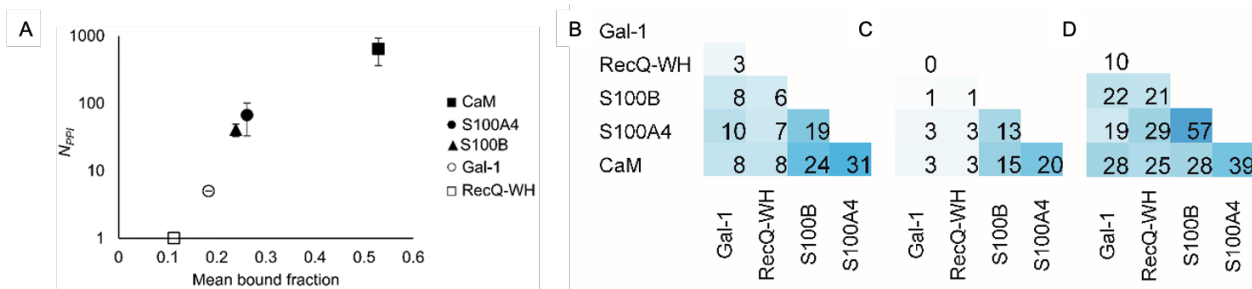 A
1000
100
10
1
N_PPI
0 0.1 0.2 0.3 0.4 0.5 0.6
Mean bound fraction
CaM
S100A4
S100B
Gal-1
RecQ-WH
B
C
D
Gal-1
RecQ-WH 3 0 10
S100B 8 6 1 1 22 21
S100A4 10 7 19 3 3 13 19 29 57
CaM 8 8 24 31 3 3 15 20 28 25 28 39
Gal-1 RecQ-WH S100B S100A4 Gal-1 RecQ-WH S100B S100A4 Gal-1 RecQ-WH S100B S100A4